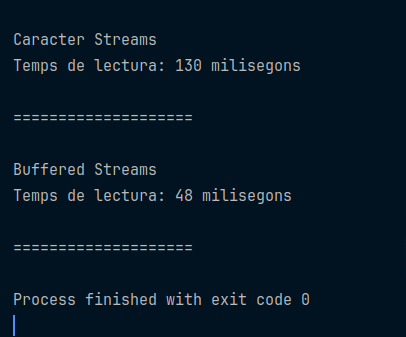 Caracter Streams
Temps de lectura: 130 milisegons
====================
Buffered Streams
Temps de lectura: 48 milisegons
====================
Process finished with exit code 0